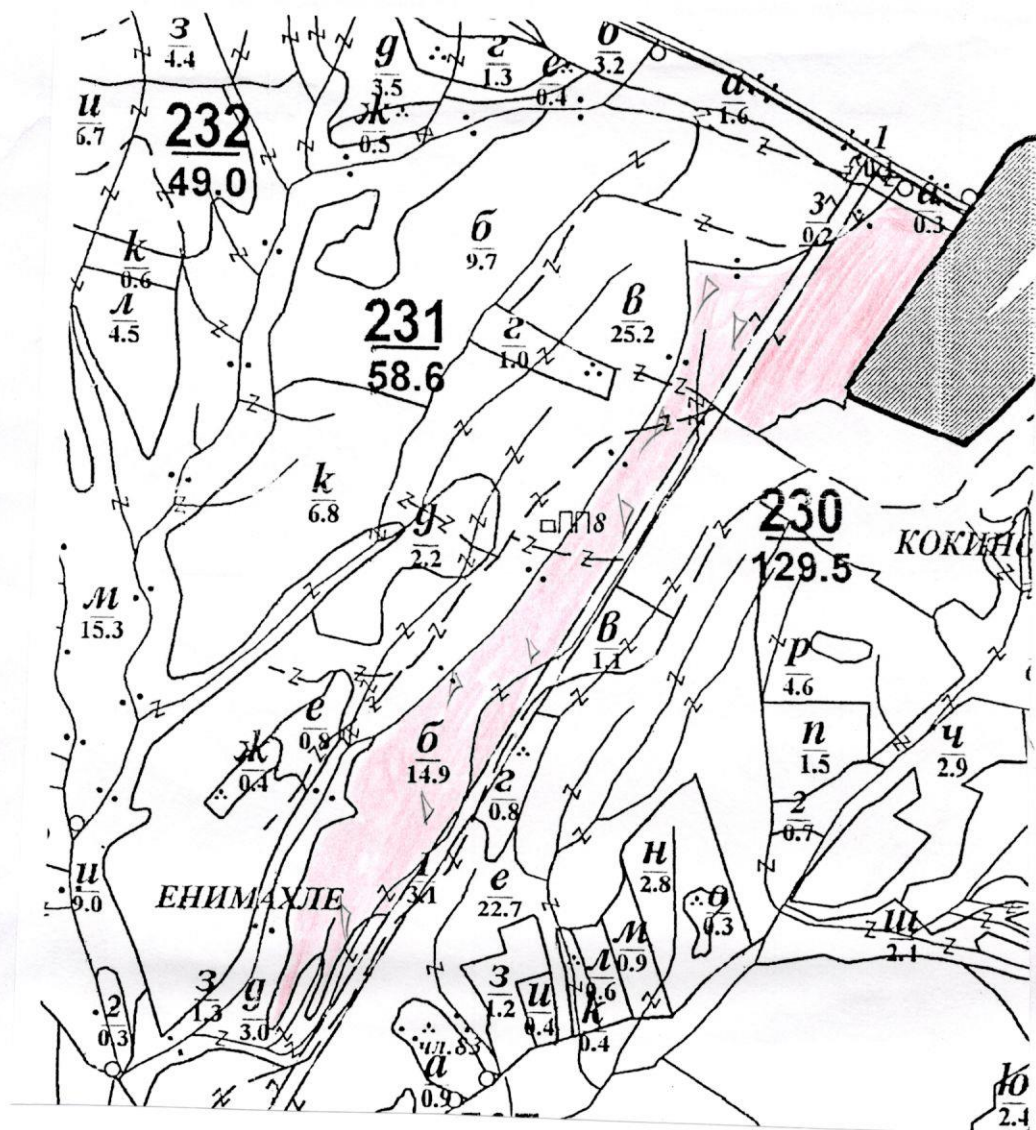 з
4.4
д
3.5
г
1.3
е
0.4
б
3.2
а
1.6
1
и
6.7
232
49.0
ж
0.5
з
0.2
а
0.3
k
0.6
л
4.5
б
9.7
231
58.6
г
1.0
в
25.2
k
6.8
д
2.2
8
230
129.5
КОКИН
м
15.3
в
1.1
р
4.6
е
0.8
ж
0.4
б
14.9
г
0.8
п
1.5
ч
2.9
2
0.7
и
9.0
ЕНИМАХЛЕ
1
3.1
е
22.7
н
2.8
о
0.3
м
0.9
л
0.6
ш
2.1
з
1.2
и
0.4
k
0.4
2
0.3
з
1.3
д
3.0
чл. 83
а
0.9
ю
2.4